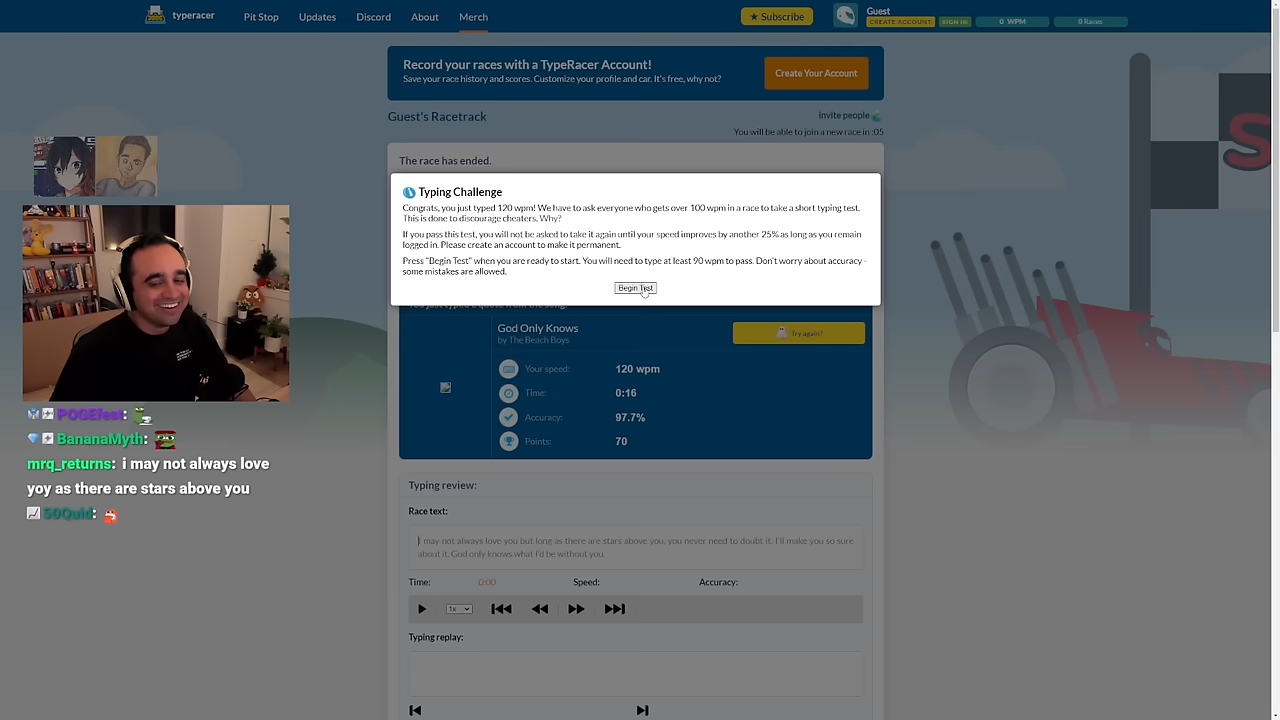 typeracer
Pit Stop
Updates
Discord
About
Merch
★ Subscribe
Guest
CREATE ACCOUNT
SIGN IN
0 WPM
0 Races
Record your races with a TypeRacer Account!
Save your race history and scores. Customize your profile and car. It's free, why not?
Create Your Account
Guest's Racetrack
invite people
You will be able to join a new race in :05
The race has ended.
Typing Challenge
Congrats, you just typed 120 wpm! We have to ask everyone who gets over 100 wpm in a race to take a short typing test.
This is done to discourage cheaters. Why?
If you pass this test, you will not be asked to take it again until your speed improves by another 25% as long as you remain
logged in. Please create an account to make it permanent.
Press "Begin Test" when you are ready to start. You will need to type at least 90 wpm to pass. Don't worry about accuracy -
some mistakes are allowed.
Begin Test
God Only Knows
by The Beach Boys
Try again?
Your speed: 120 wpm
Time: 0:16
Accuracy: 97.7%
Points: 70
POGEfest:
BananaMyth:
mrq_returns: i may not always love
yoy as there are stars above you
50Quid:
Typing review:
Race text:
I may not always love you but long as there are stars above you, you never need to doubt it. I'll make you so sure
about it. God only knows what I'd be without you.
Time: 0:00 Speed: Accuracy:
1x
Typing replay: